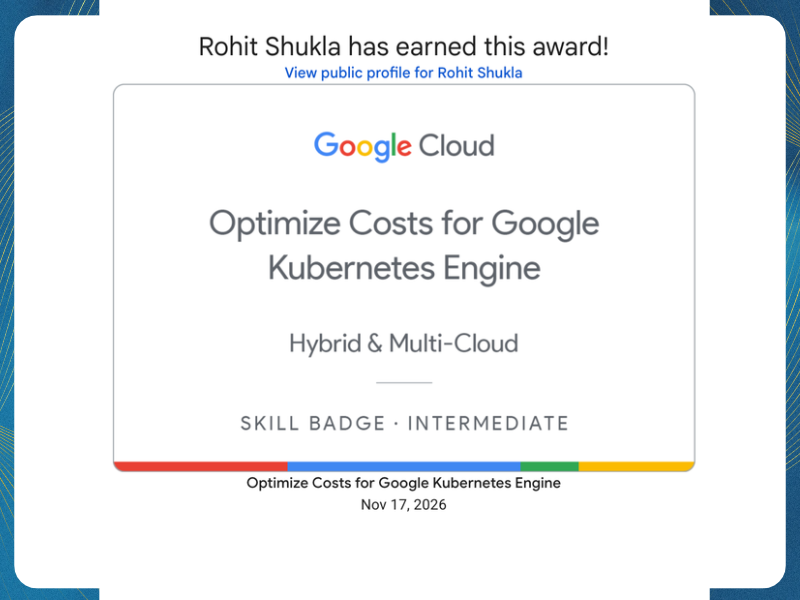 Rohit Shukla has earned this award!
View public profile for Rohit Shukla
Google Cloud
Optimize Costs for Google
Kubernetes Engine
Hybrid & Multi-Cloud
SKILL BADGE · INTERMEDIATE
Optimize Costs for Google Kubernetes Engine
Nov 17, 2026